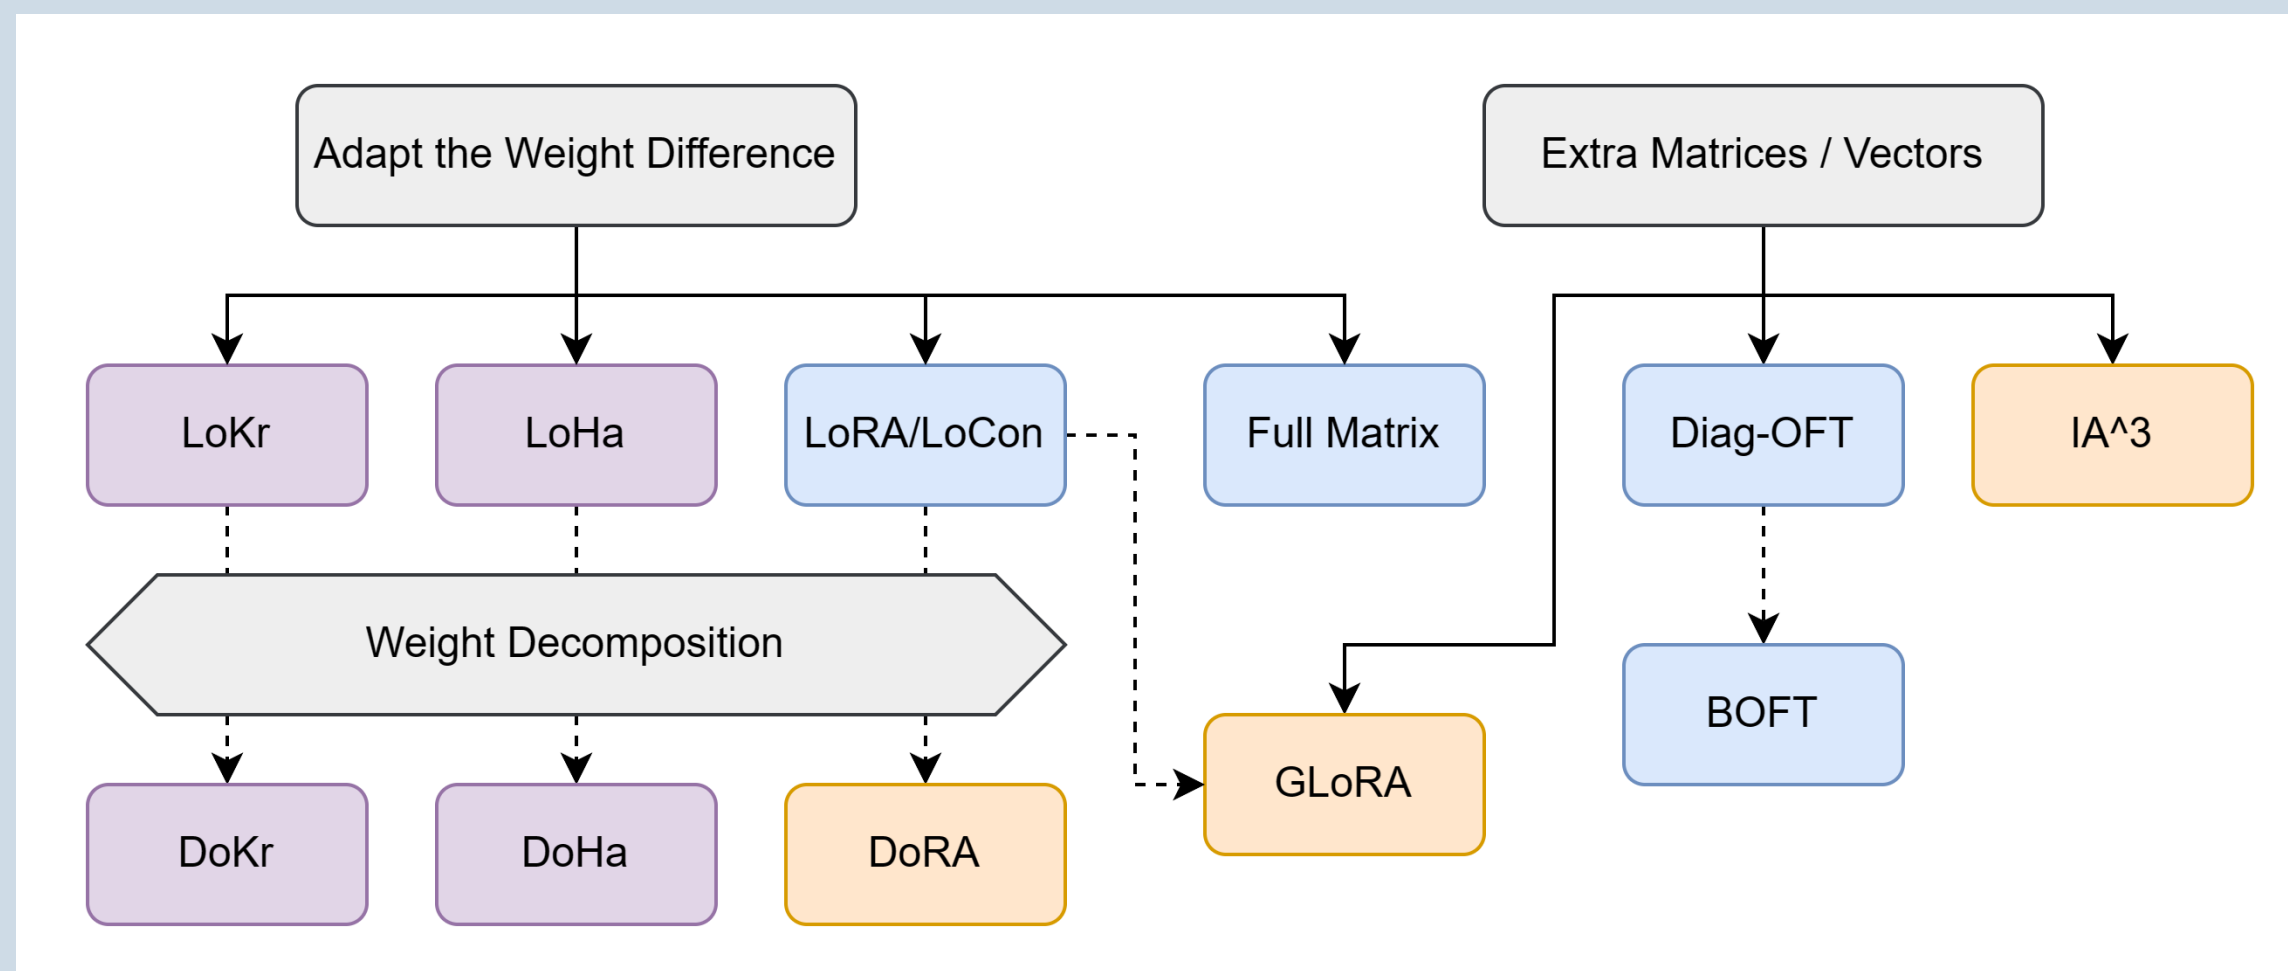 Adapt the Weight Difference
Extra Matrices / Vectors
LoKr
LoHa
LoRA/LoCon
Full Matrix
Diag-OFT
IA^3
Weight Decomposition
BOFT
GLoRA
DoKr
DoHa
DoRA